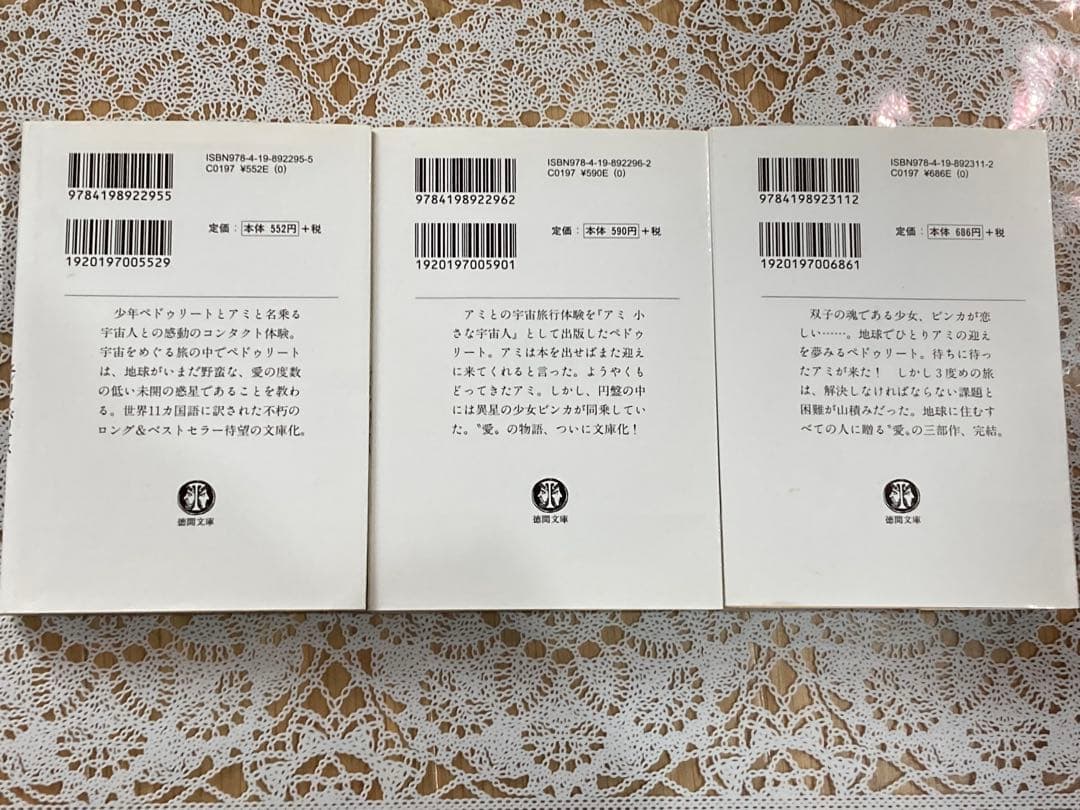 ISBN978-4-19-892295-5
C0197 ¥552E (0)
9784198922955
定価：本体 552円＋税
1920197005529
少年ペドゥリートとアミと名乗る
宇宙人との感動のコンタクト体験。
宇宙をめぐる旅の中でペドゥリート
は、地球がいまだ野蛮な、愛の度数
の低い未開の惑星であることを教わ
る。世界11カ国語に訳された不朽の
ロング＆ベストセラー待望の文庫化。
徳間文庫
ISBN978-4-19-892296-2
C0197 ¥590E (0)
9784198922962
定価：本体 590円＋税
1920197005901
アミとの宇宙旅行体験を『アミ 小
さな宇宙人』として出版したペドゥ
リート。アミは本を出せばまた迎え
に来てくれると言った。ようやくも
どってきたアミ。しかし、円盤の中
には異星の少女ビンカが同乗してい
た。〝愛〟の物語、ついに文庫化！
徳間文庫
ISBN978-4-19-892311-2
C0197 ¥686E (0)
9784198923112
定価：本体 686円＋税
1920197006861
双子の魂である少女、ビンカが恋
しい……。地球でひとりアミの迎え
を夢みるペドゥリート。待ちに待っ
たアミが来た！　しかし３度めの旅
は、解決しなければならない課題と
困難が山積みだった。地球に住むす
べての人に贈る〝愛〟の三部作、完結。
徳間文庫